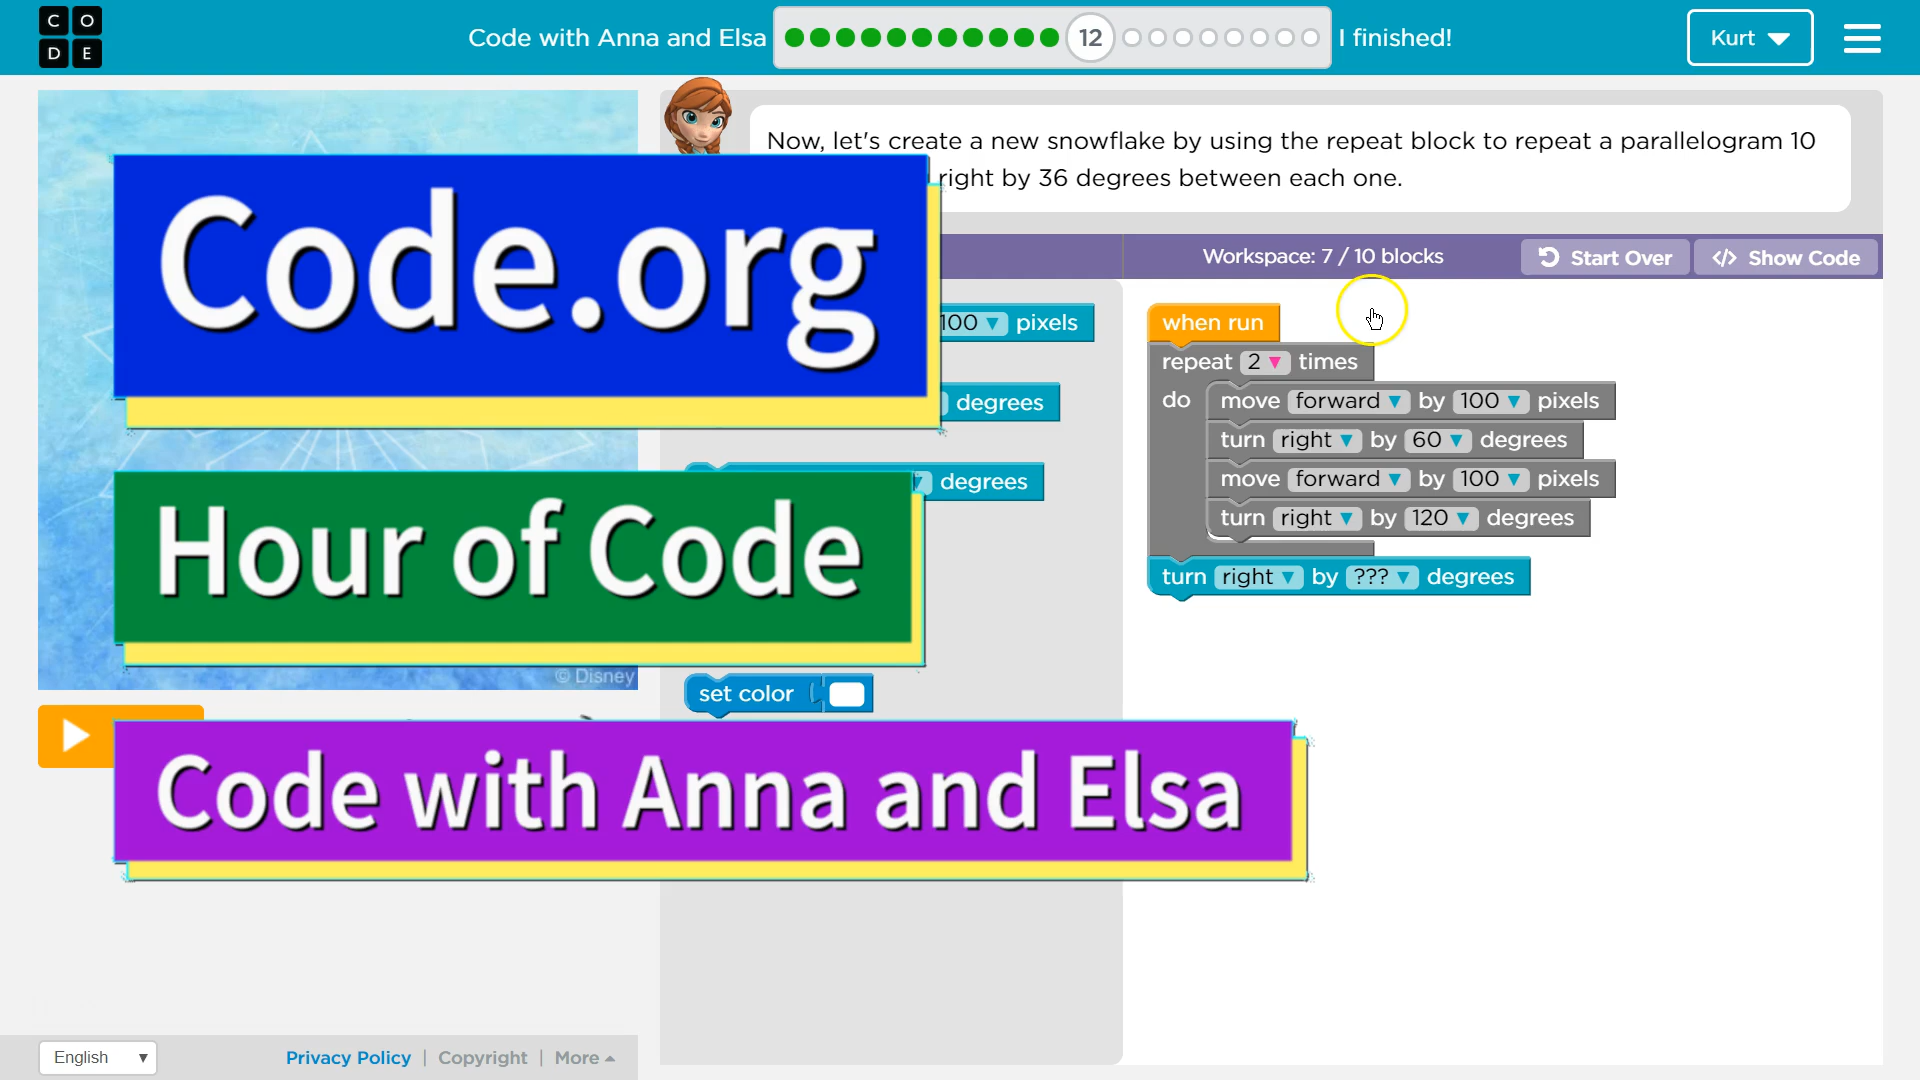 C O
D E
Code with Anna and Elsa
12
I finished!
Kurt
Now, let's create a new snowflake by using the repeat block to repeat a parallelogram 10
right by 36 degrees between each one.
Workspace: 7 / 10 blocks
Start Over
</> Show Code
Code.org
100 pixels
degrees
degrees
when run
repeat 2 times
do
move forward by 100 pixels
turn right by 60 degrees
move forward by 100 pixels
turn right by 120 degrees
turn right by ??? degrees
Hour of Code
© Disney
set color
Code with Anna and Elsa
English
Privacy Policy | Copyright | More